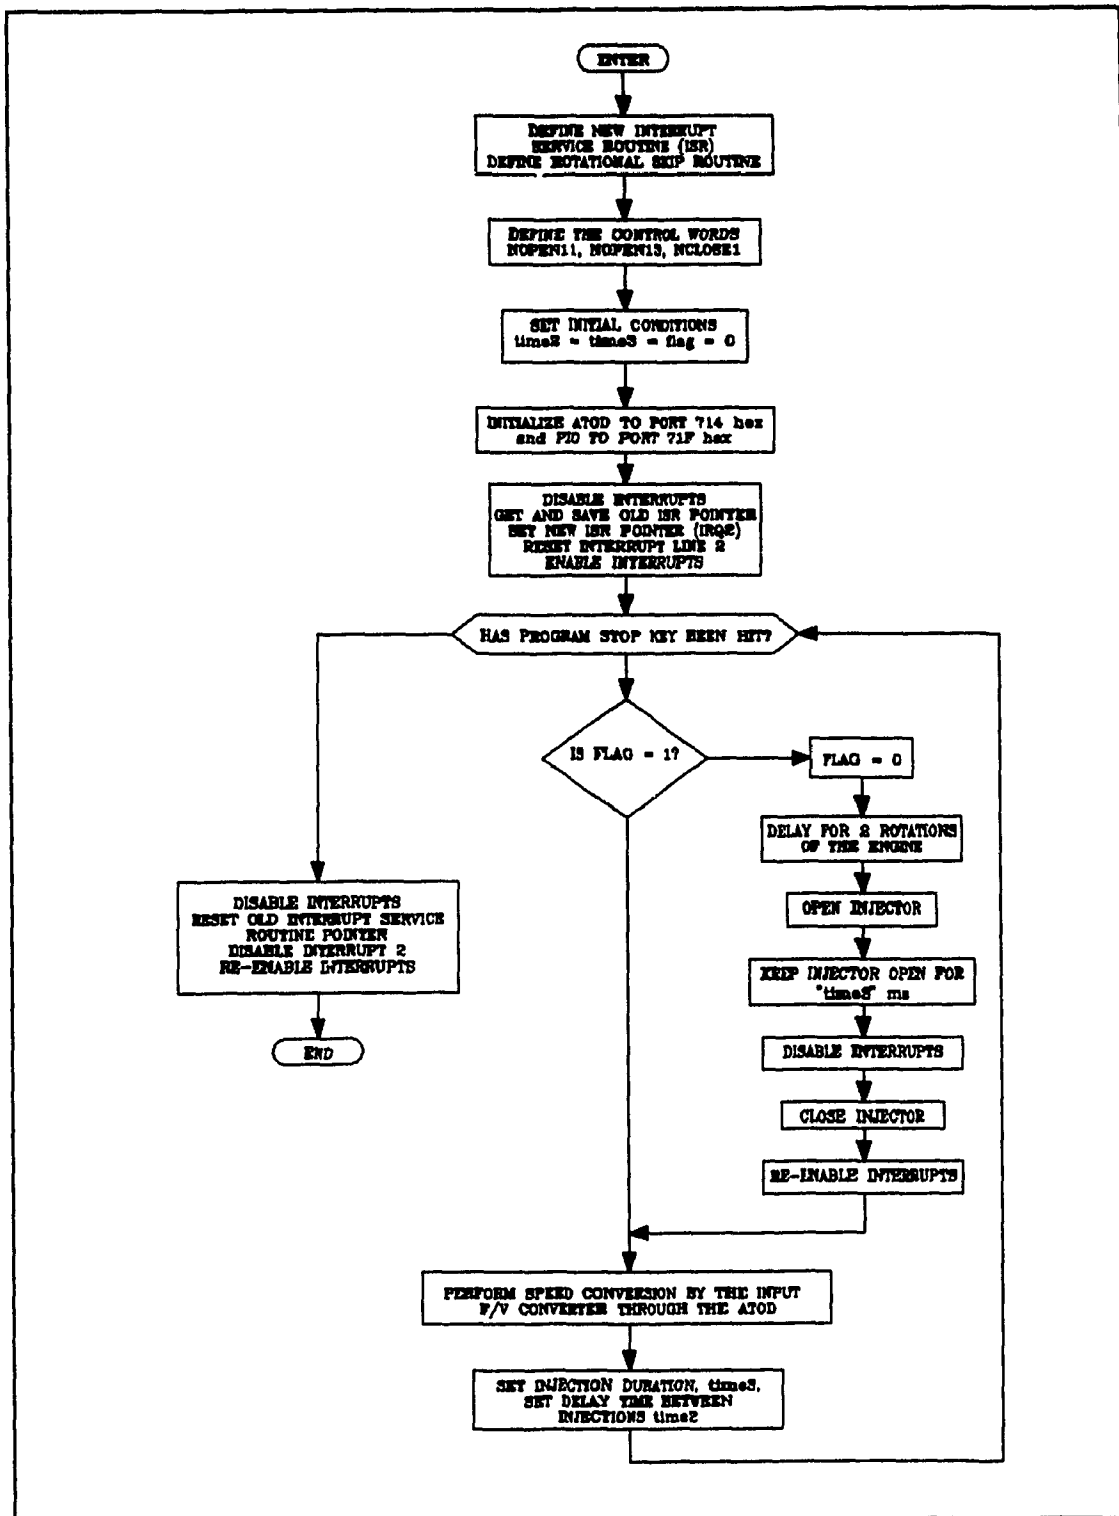 ENTER
DEFINE NEW INTERRUPT
SERVICE ROUTINE (ISR)
DEFINE ROTATIONAL SKIP ROUTINE
DEFINE THE CONTROL WORDS
NOPEN11, NOPEN13, NCLOSE1
SET INITIAL CONDITIONS
time2 = time3 = flag = 0
INITIALIZE ATOD TO PORT 714 hex
and PIO TO PORT 71F hex
DISABLE INTERRUPTS
GET AND SAVE OLD ISR POINTER
SET NEW ISR POINTER (IRQ2)
RESET INTERRUPT LINE 2
ENABLE INTERRUPTS
HAS PROGRAM STOP KEY BEEN HIT?
IS FLAG = 1?
FLAG = 0
DELAY FOR 2 ROTATIONS
OF THE ENGINE
OPEN INJECTOR
KEEP INJECTOR OPEN FOR
"time3" ms
DISABLE INTERRUPTS
CLOSE INJECTOR
RE-ENABLE INTERRUPTS
DISABLE INTERRUPTS
RESET OLD INTERRUPT SERVICE
ROUTINE POINTER
DISABLE INTERRUPT 2
RE-ENABLE INTERRUPTS
END
PERFORM SPEED CONVERSION BY THE INPUT
F/V CONVERTER THROUGH THE ATOD
SET INJECTION DURATION, time3,
SET DELAY TIME BETWEEN
INJECTIONS time2